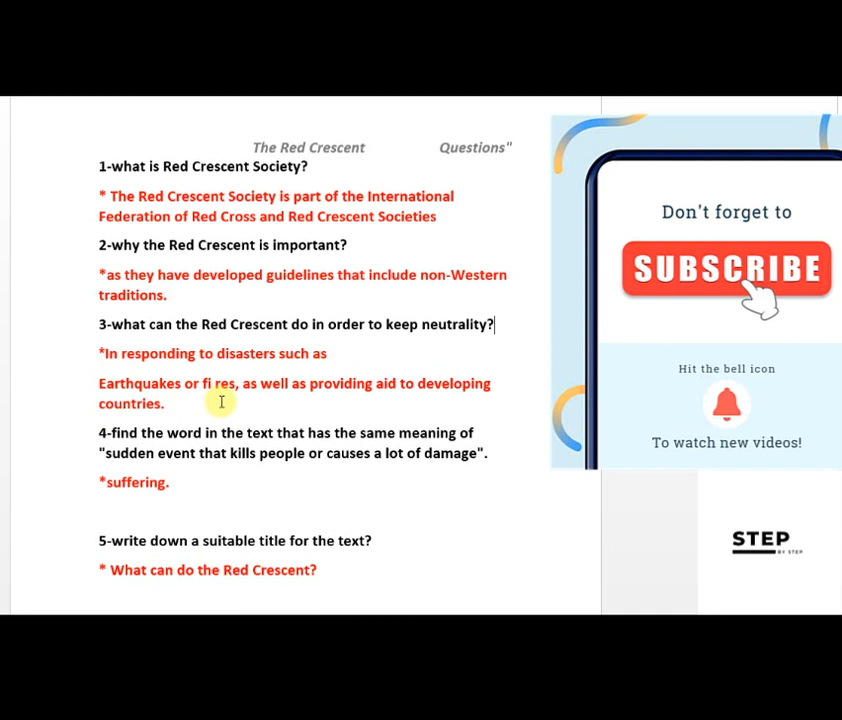 The Red Crescent Questions"
1-what is Red Crescent Society?
* The Red Crescent Society is part of the International
Federation of Red Cross and Red Crescent Societies
2-why the Red Crescent is important?
*as they have developed guidelines that include non-Western
traditions.
3-what can the Red Crescent do in order to keep neutrality?
*In responding to disasters such as
Earthquakes or fi res, as well as providing aid to developing
countries.
4-find the word in the text that has the same meaning of
"sudden event that kills people or causes a lot of damage".
*suffering.
5-write down a suitable title for the text?
* What can do the Red Crescent?
Don't forget to
SUBSCRIBE
Hit the bell icon
To watch new videos!
STEP
BY STEP